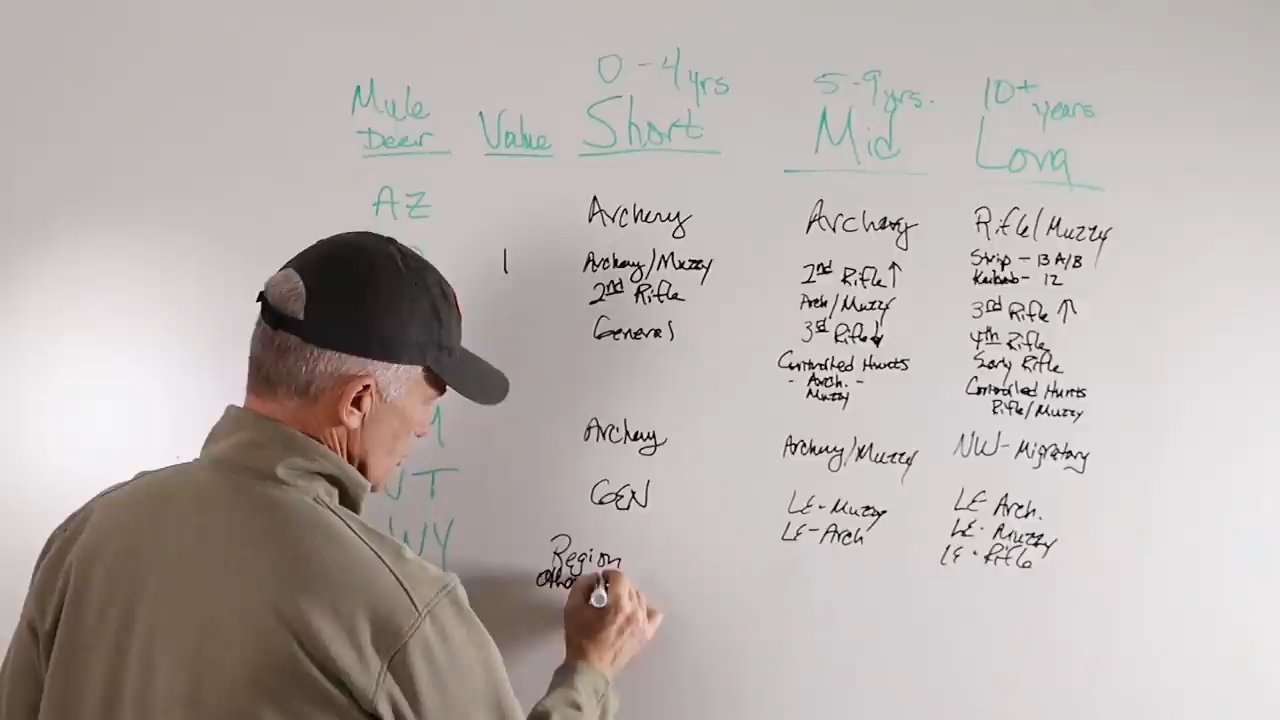 Mule Deer
Value
0-4 yrs
Short
5-9 yrs.
Mid
10+ years
Long
AZ
Archery
Archery
Rifle/Muzzy
Strip - 13 A/B
Kaibab - 12
1
Archery/Muzzy
2nd Rifle
2nd Rifle ↑
Arch/Muzzy
3rd Rifle ↑
4th Rifle
General
3rd Rifle ↓
Controlled Hunts
- Arch. -
Muzzy
Rifle
Controlled Hunts
Rifle/Muzzy
Archery
Archery/Muzzy
NW-Migratory
UT
GEN
LE-Muzzy
LE-Arch
LE-Arch.
LE-Muzzy
LE-Rifle
WY
Region